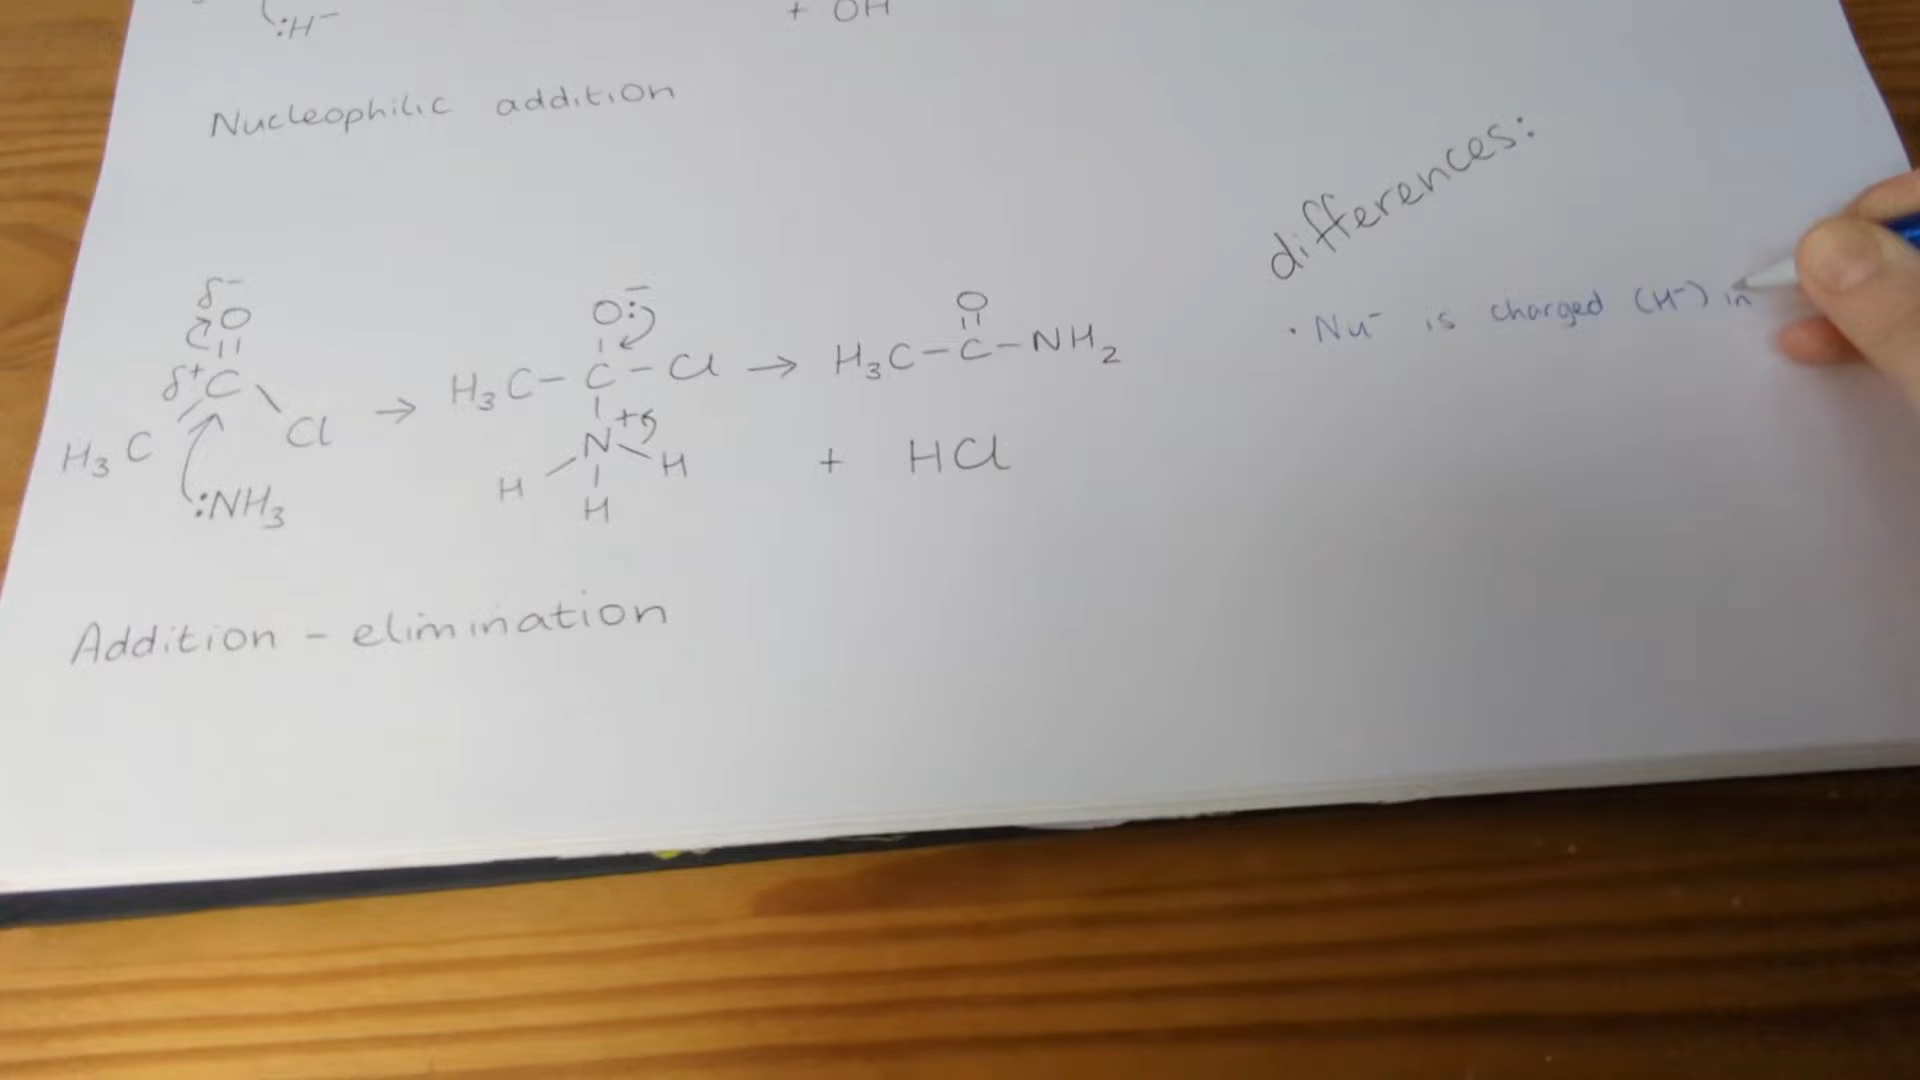 :H⁻
+ OH
Nucleophilic addition
differences:
· Nu⁻ is charged (H⁻) in
δ⁻
O
δ⁺ C
Cl
H₃C
:NH₃
→
O:⁻
H₃C-C-Cl
+
N
H H
H
→
O
H₃C-C-NH₂
+ HCl
Addition - elimination